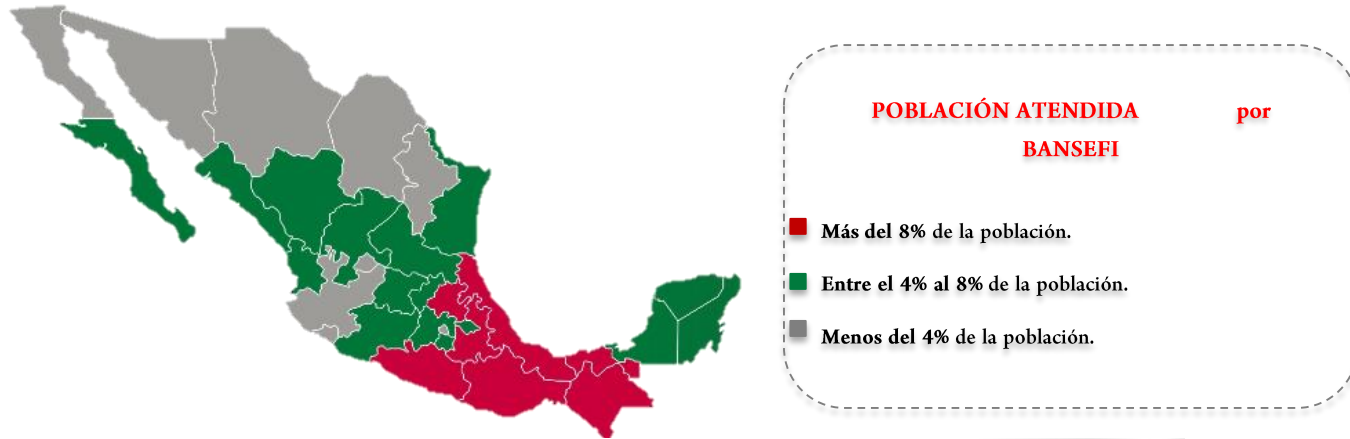 POBLACIÓN ATENDIDA por
BANSEFI
Más del 8% de la población.
Entre el 4% al 8% de la población.
Menos del 4% de la población.